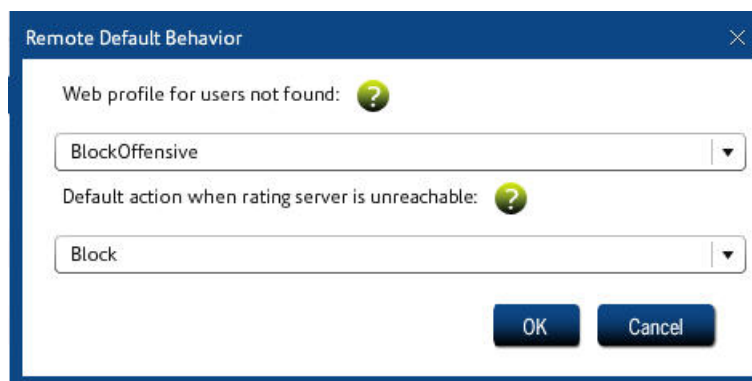 Remote Default Behavior
Web profile for users not found: ?
BlockOffensive
Default action when rating server is unreachable: ?
Block
OK Cancel